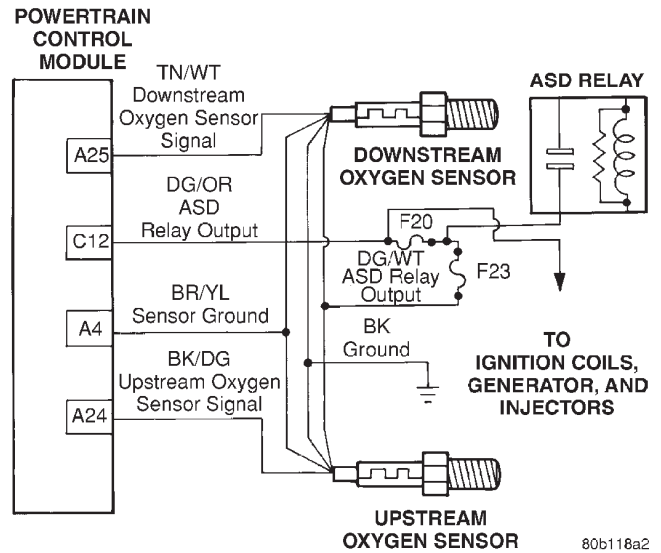 POWERTRAIN
CONTROL
MODULE
TN/WT
Downstream
Oxygen Sensor
Signal
A25
DOWNSTREAM
OXYGEN SENSOR
ASD RELAY
DG/OR
ASD
Relay Output
C12
F20
DG/WT
ASD Relay
Output
F23
BR/YL
Sensor Ground
A4
BK
Ground
TO
IGNITION COILS,
GENERATOR, AND
INJECTORS
BK/DG
Upstream Oxygen
Sensor Signal
A24
UPSTREAM
OXYGEN SENSOR
80b118a2